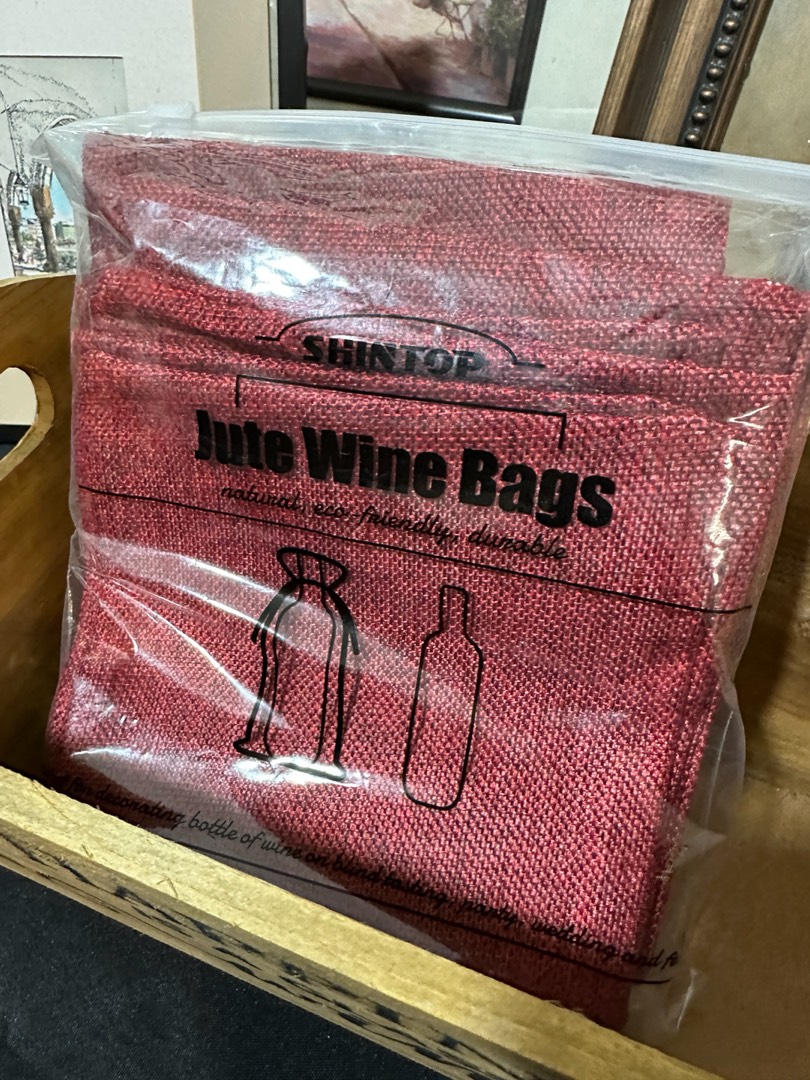 SHINTOP
Jute Wine Bags
natural, eco-friendly, durable
for decorating bottle of wine on blind tasting, party, wedding and